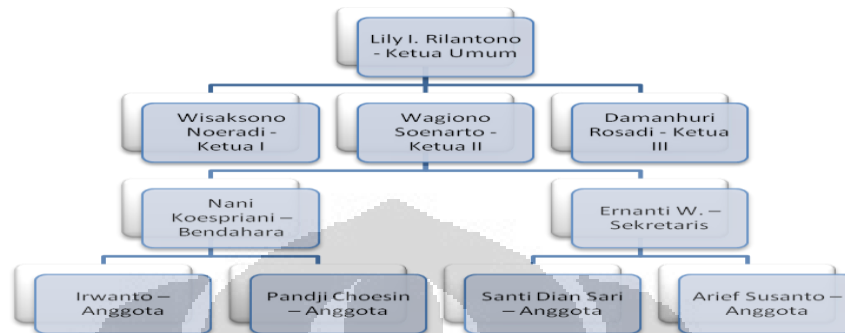 Lily I. Rilantono
- Ketua Umum
Wisaksono
Noeradi -
Ketua I
Wagiono
Soenarto -
Ketua II
Damanhuri
Rosadi - Ketua
III
Nani
Koespriani –
Bendahara
Ernanti W. –
Sekretaris
Irwanto –
Anggota
Pandji Choesin
– Anggota
Santi Dian Sari
– Anggota
Arief Susanto –
Anggota